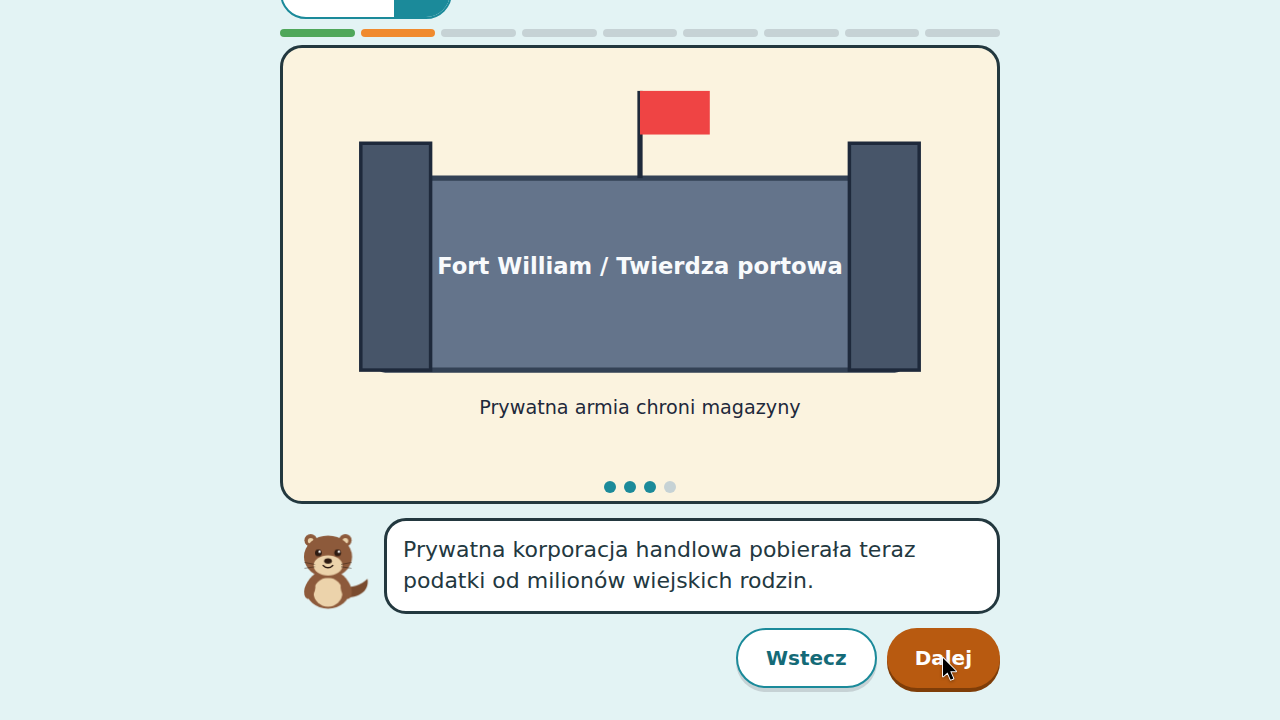 Fort William / Twierdza portowa
Prywatna armia chroni magazyny
Prywatna korporacja handlowa pobierała teraz
podatki od milionów wiejskich rodzin.
Wstecz
Dalej